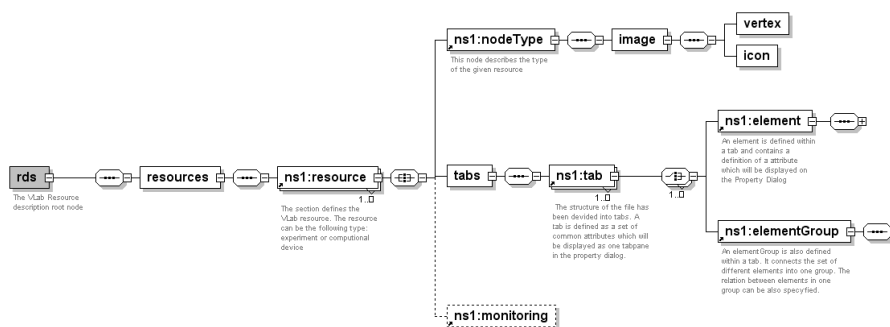 vertex
ns1:nodeType
image
This node describes the type
of the given resource
icon
ns1:element
An element is defined within
a tab and contains a
definition of a attribute
which will be displayed on
the Property Dialog
rds
The VLab Resource
description root node
resources
ns1:resource
1..
The section defines the
VLab resource. The resource
can be the following type:
experiment or computional
device
tabs
ns1:tab
1..
The structure of the file has
been devided into tabs. A
tab is defined as a set of
common attributes which will
be displayed as one tabpane
in the property dialog.
1..
ns1:elementGroup
An elementGroup is also defined
within a tab. It connects the set of
different elements into one group. The
relation between elements in one
group can be also specyfied.
ns1:monitoring